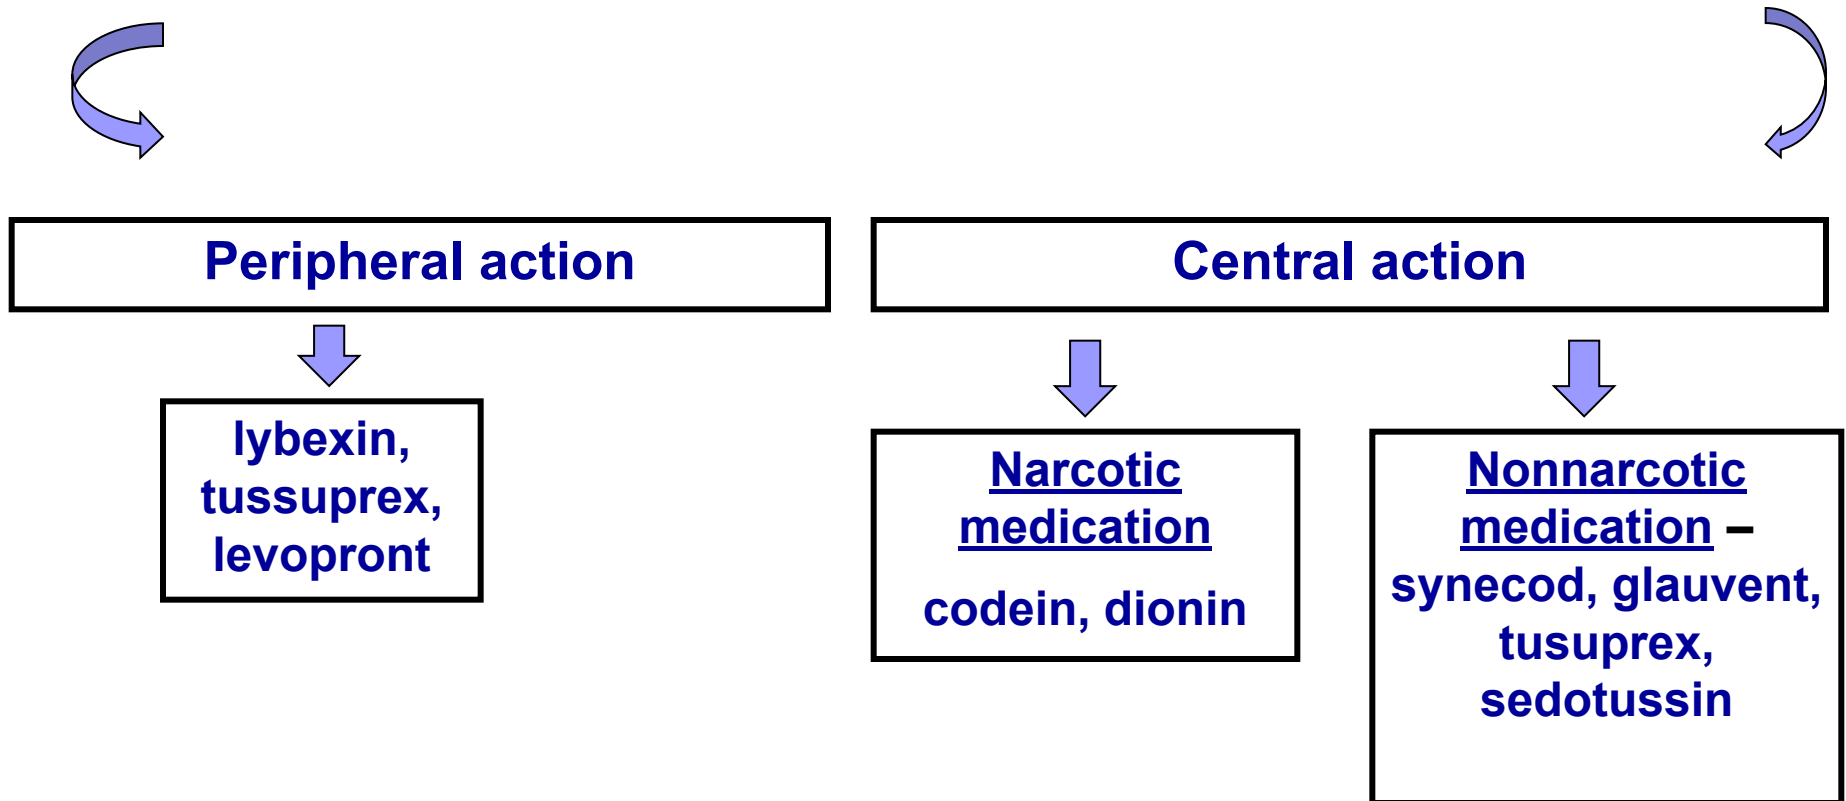 Peripheral action
Central action
lybexin,
tussuprex,
levopront
Narcotic
medication
codein, dionin
Nonnarcotic
medication –
synecod, glauvent,
tusuprex,
sedotussin